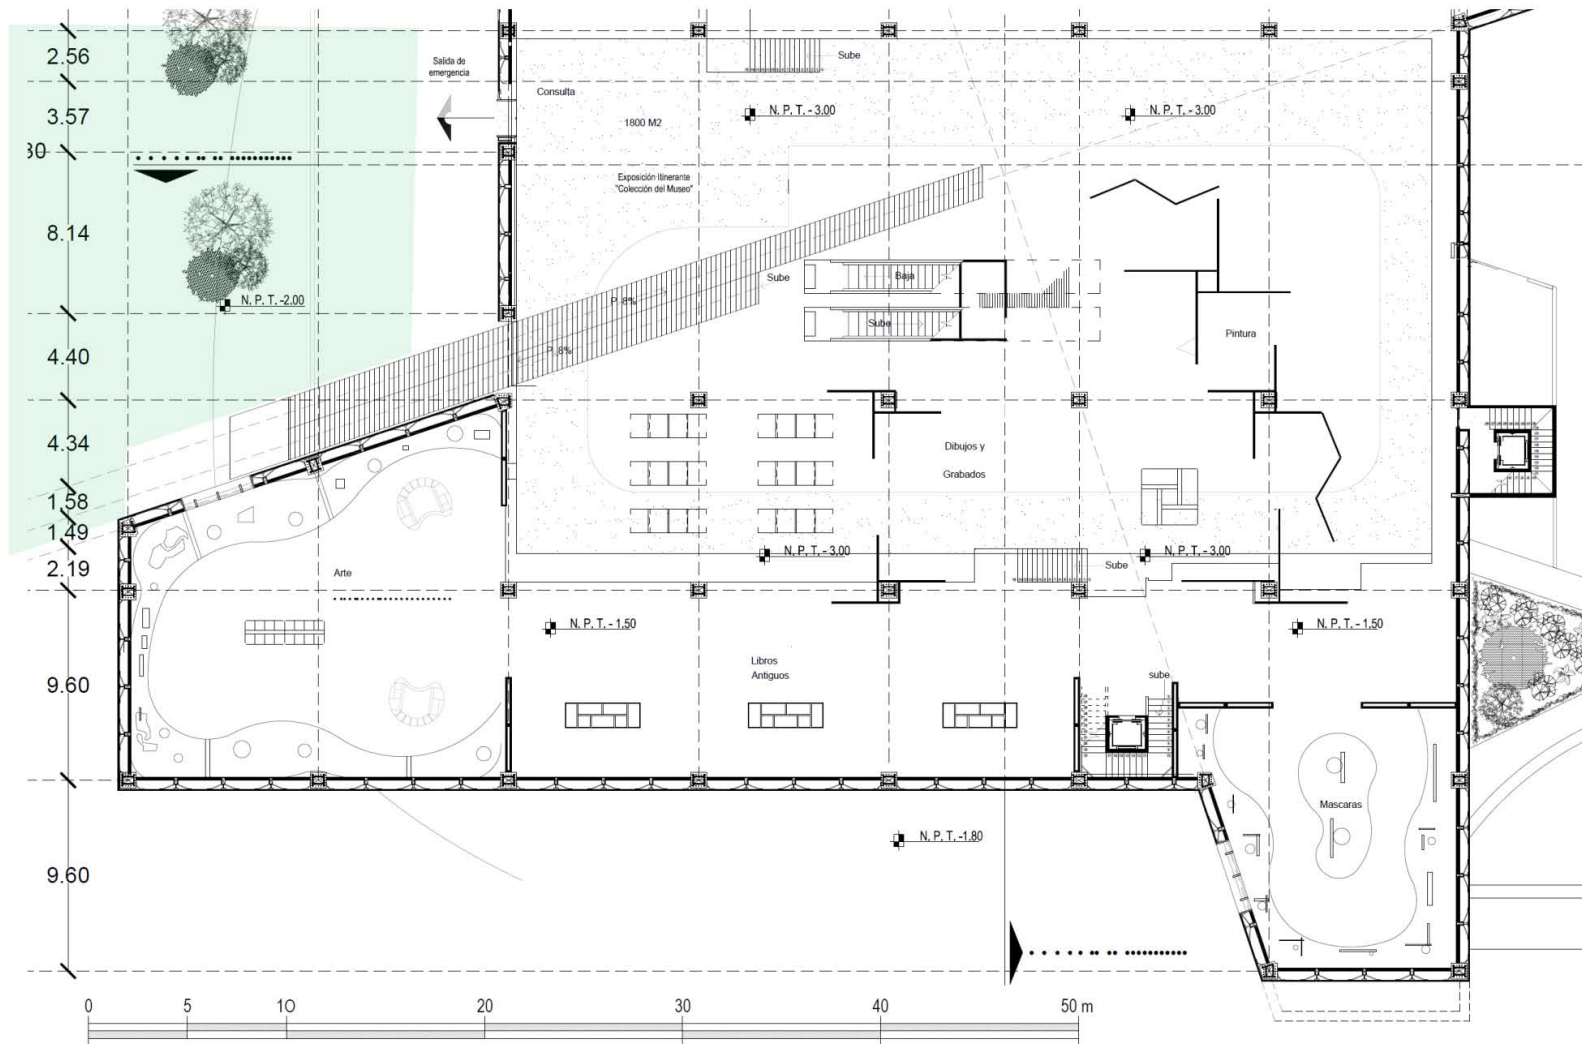 2.56
Salida de
emergencia
Sube
Consulta
3.57
N. P. T. - 3.00
N. P. T. - 3.00
1800 M2
30
Exposición Itinerante
"Colección del Museo"
8.14
Sube
Baja
P. 8%
N. P. T. -2.00
Sube
Pintura
P. 8%
4.40
4.34
Dibujos y
Grabados
1.58
1.49
N. P. T. - 3.00
N. P. T. - 3.00
2.19
Sube
Arte
N. P. T. - 1.50
N. P. T. - 1.50
Libros
Antiguos
sube
9.60
Mascaras
N. P. T. -1.80
9.60
0 5 10 20 30 40 50 m